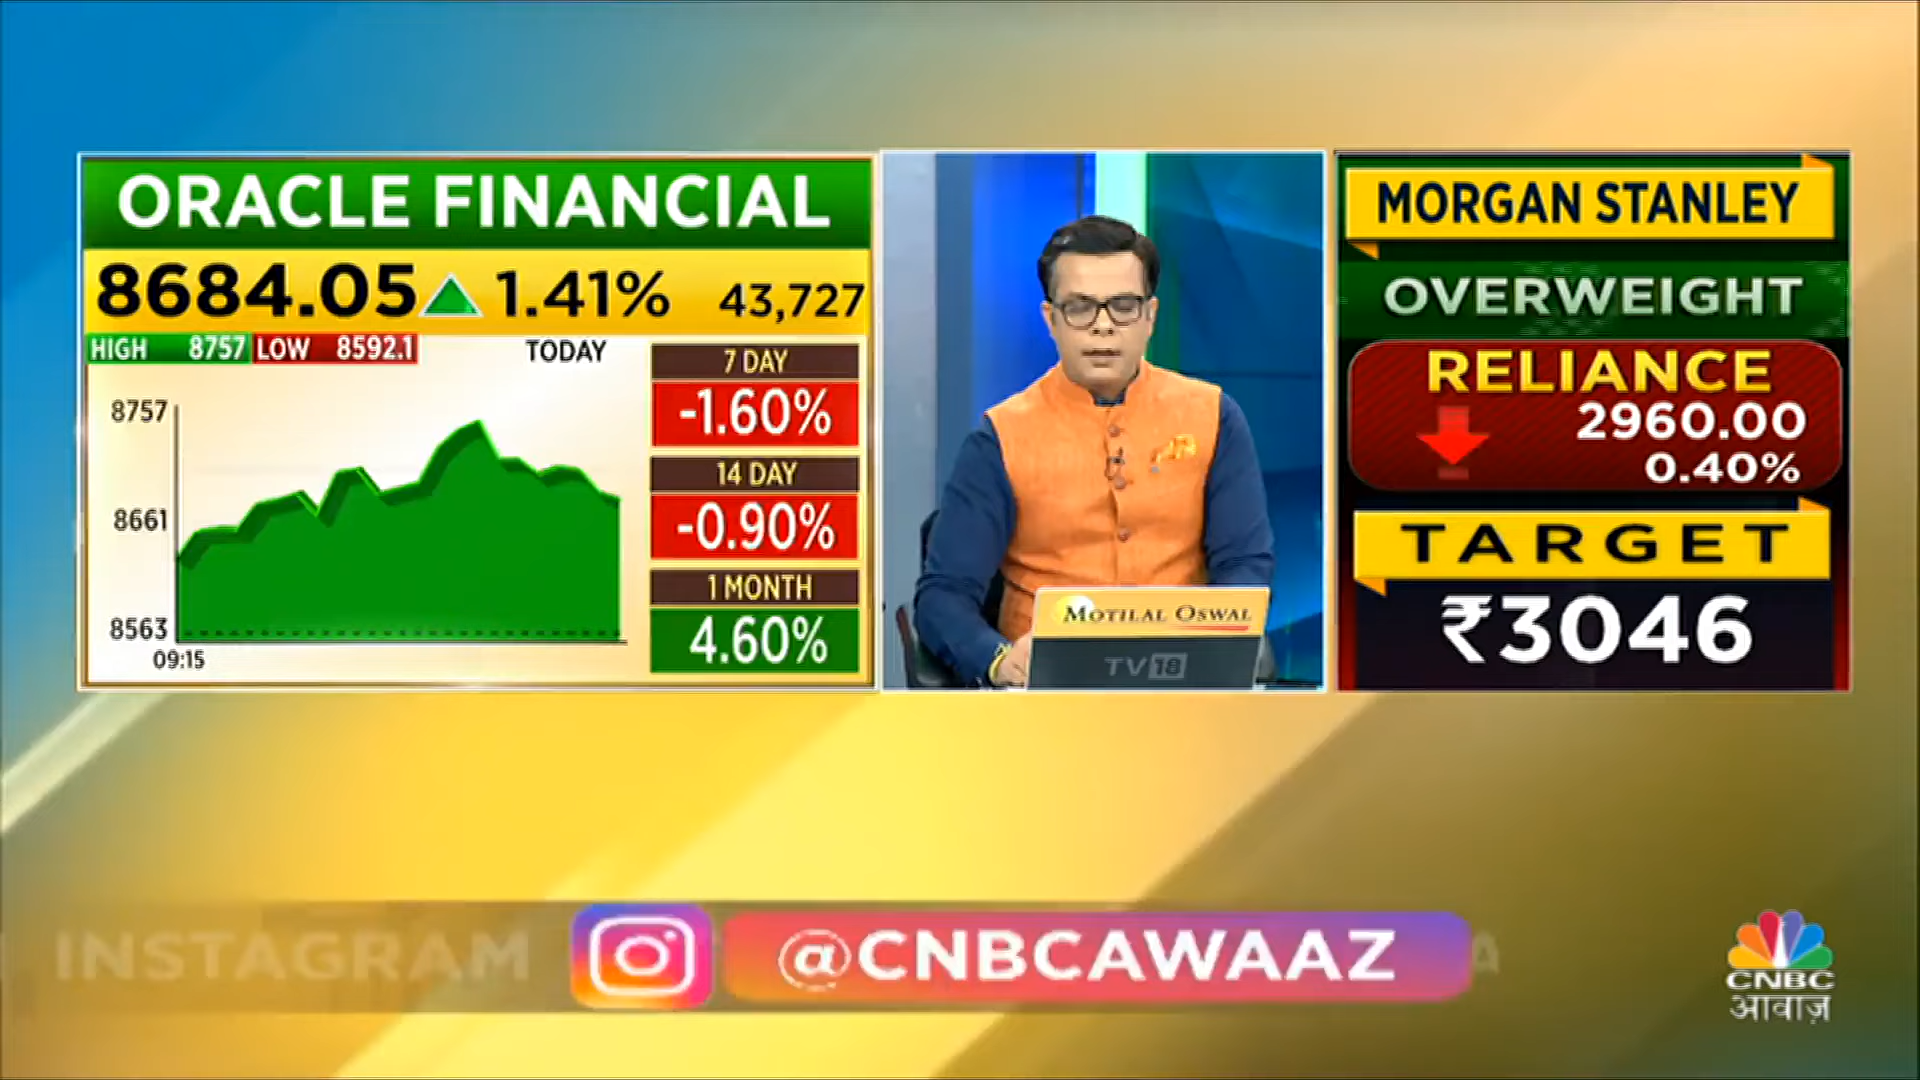 ORACLE FINANCIAL
8684.05 1.41% 43,727
HIGH 8757 LOW 8592.1 TODAY
8757
8661
8563
09:15
7 DAY
-1.60%
14 DAY
-0.90%
1 MONTH
4.60%
MOTILAL OSWAL
TV18
MORGAN STANLEY
OVERWEIGHT
RELIANCE
2960.00
0.40%
TARGET
₹3046
INSTAGRAM @CNBCAWAAZ A
CNBC
आवाज़